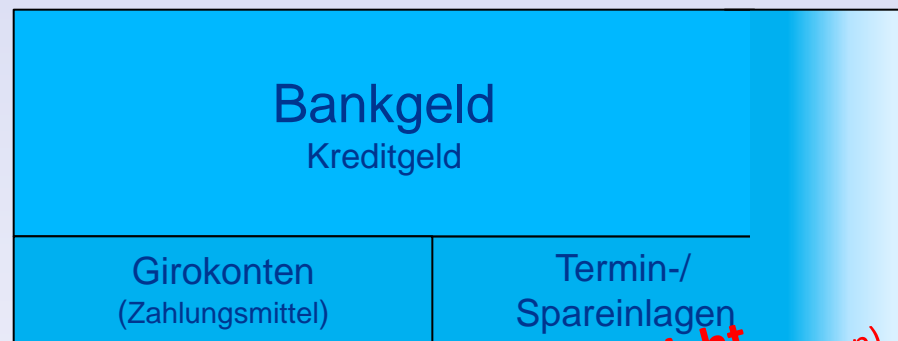 Bankgeld
Kreditgeld
Girokonten
(Zahlungsmittel)
Termin-/
Spareinlagen